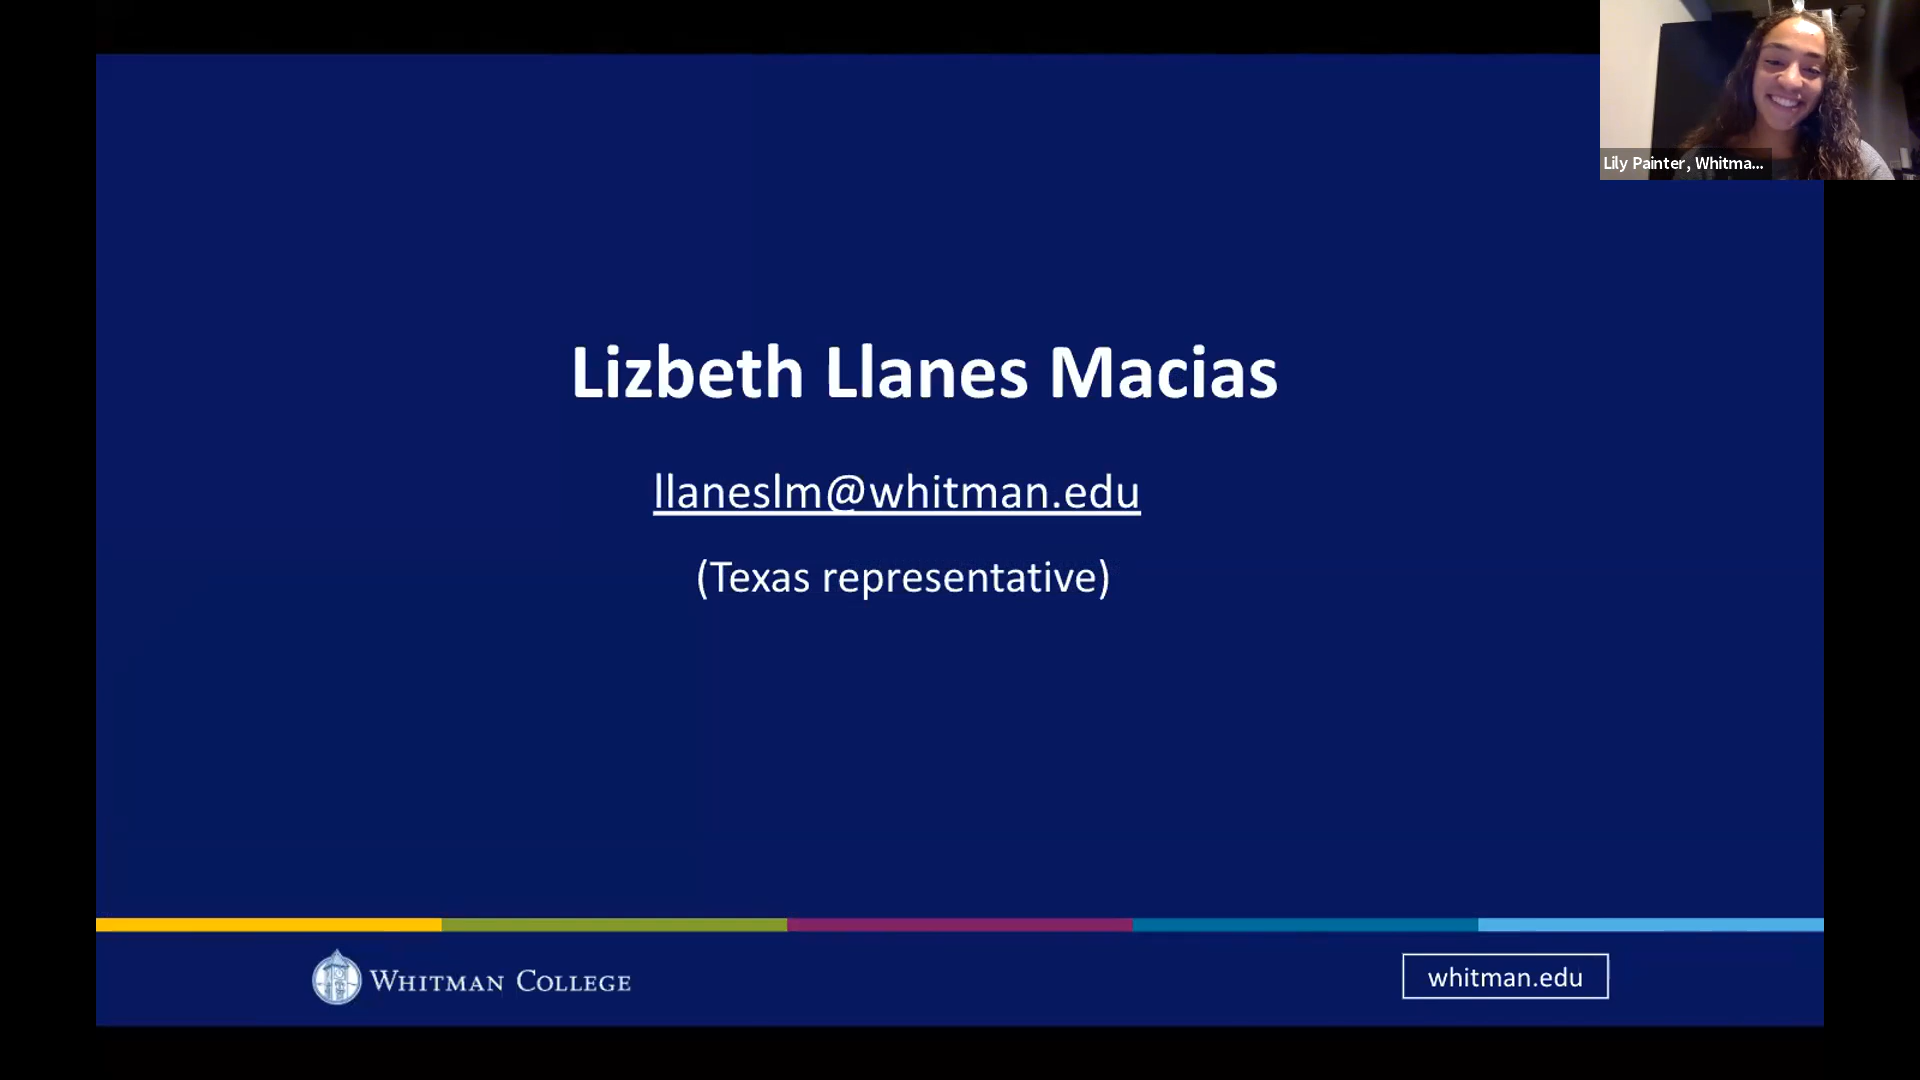 Lily Painter, Whitma...
Lizbeth Llanes Macias
llaneslm@whitman.edu
(Texas representative)
WHITMAN COLLEGE
whitman.edu